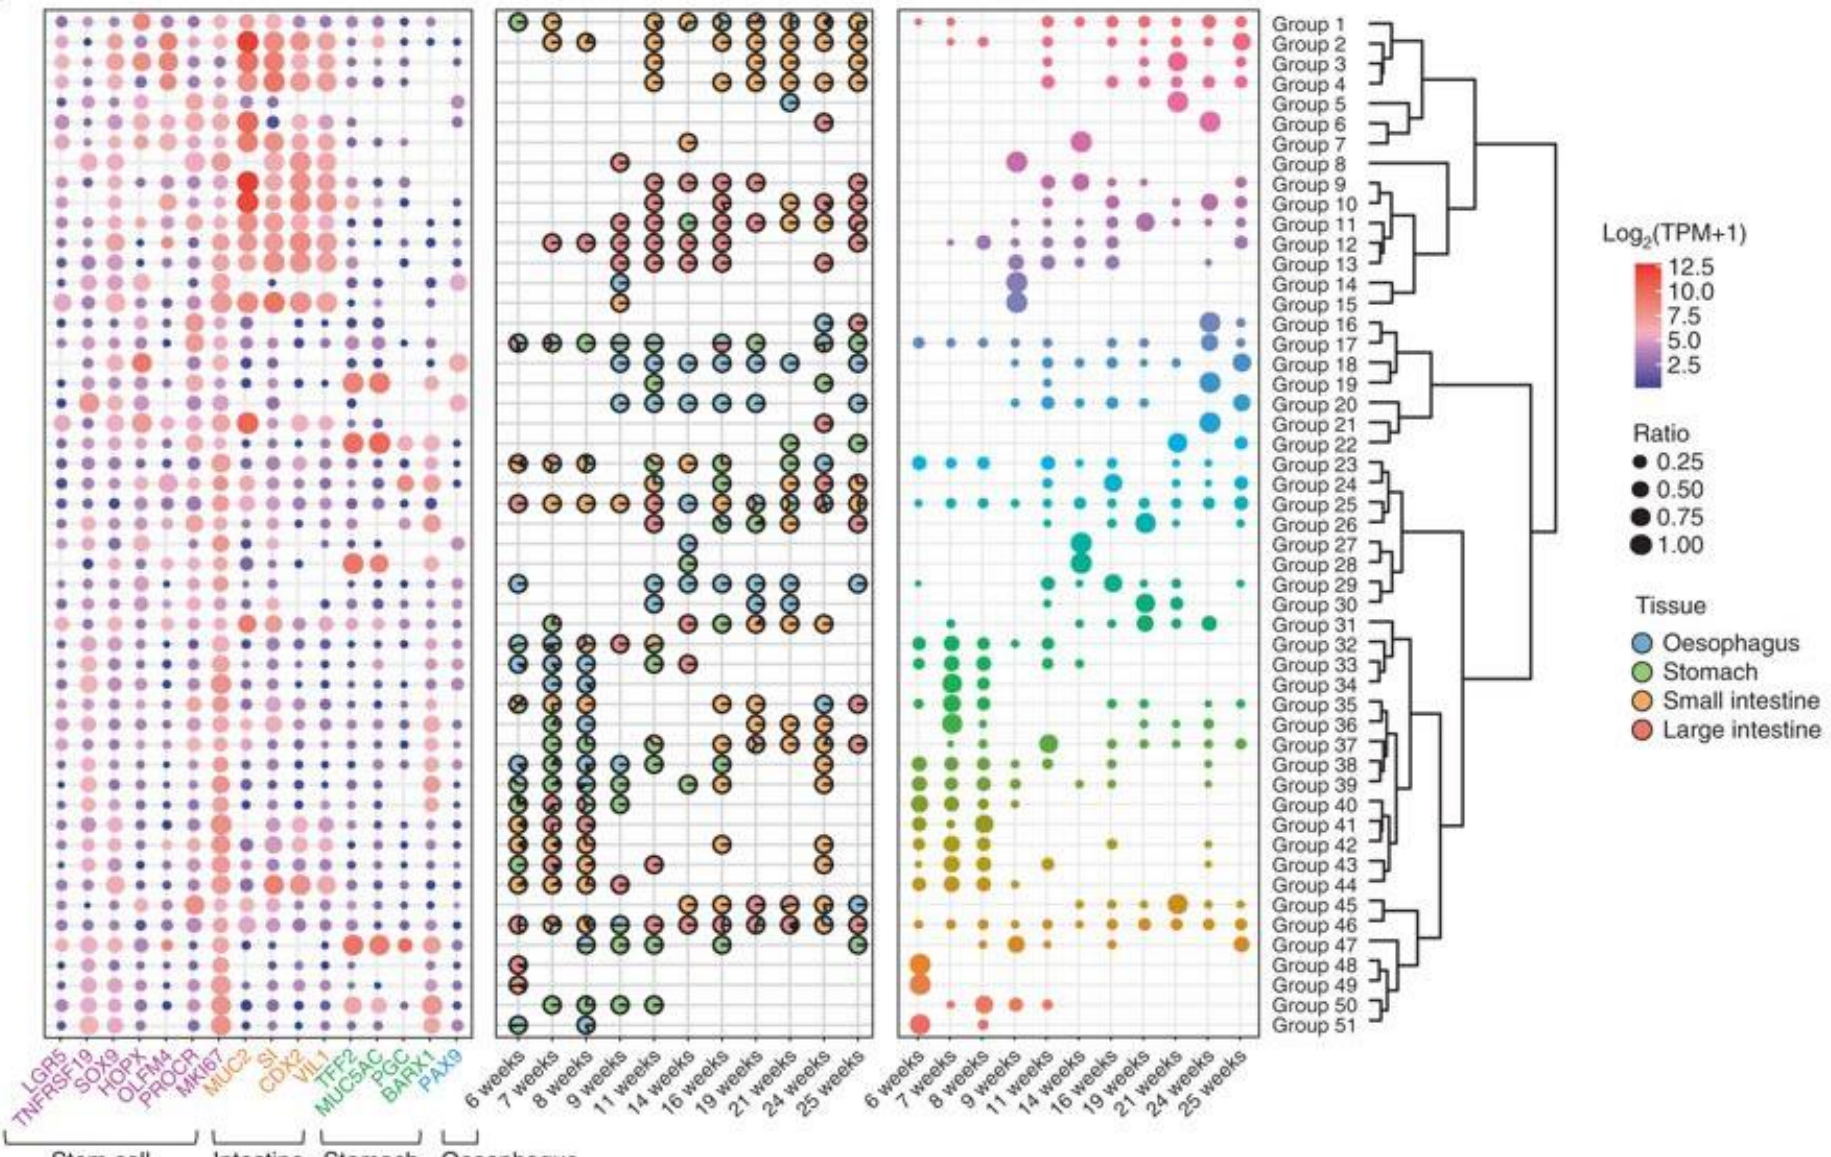 Group 1
Group 2
Group 3
Group 4
Group 5
Group 6
Group 7
Group 8
Group 9
Group 10
Group 11
Group 12
Group 13
Group 14
Group 15
Group 16
Group 17
Group 18
Group 19
Group 20
Group 21
Group 22
Group 23
Group 24
Group 25
Group 26
Group 27
Group 28
Group 29
Group 30
Group 31
Group 32
Group 33
Group 34
Group 35
Group 36
Group 37
Group 38
Group 39
Group 40
Group 41
Group 42
Group 43
Group 44
Group 45
Group 46
Group 47
Group 48
Group 49
Group 50
Group 51
Log2(TPM+1)
12.5
10.0
7.5
5.0
2.5
Ratio
0.25
0.50
0.75
1.00
Tissue
Oesophagus
Stomach
Small intestine
Large intestine
LGR5
TNFRSF19
SOX9
HOPX
OLFM4
PROCR
MKI67
MUC2
SI
CDX2
VIL1
TFF2
MUC5AC
PGC
BARX1
PAX9
6 weeks
7 weeks
8 weeks
9 weeks
11 weeks
14 weeks
16 weeks
19 weeks
21 weeks
24 weeks
25 weeks
6 weeks
7 weeks
8 weeks
9 weeks
11 weeks
14 weeks
16 weeks
19 weeks
21 weeks
24 weeks
25 weeks
Stem cell Intestine Stomach Oesophagus